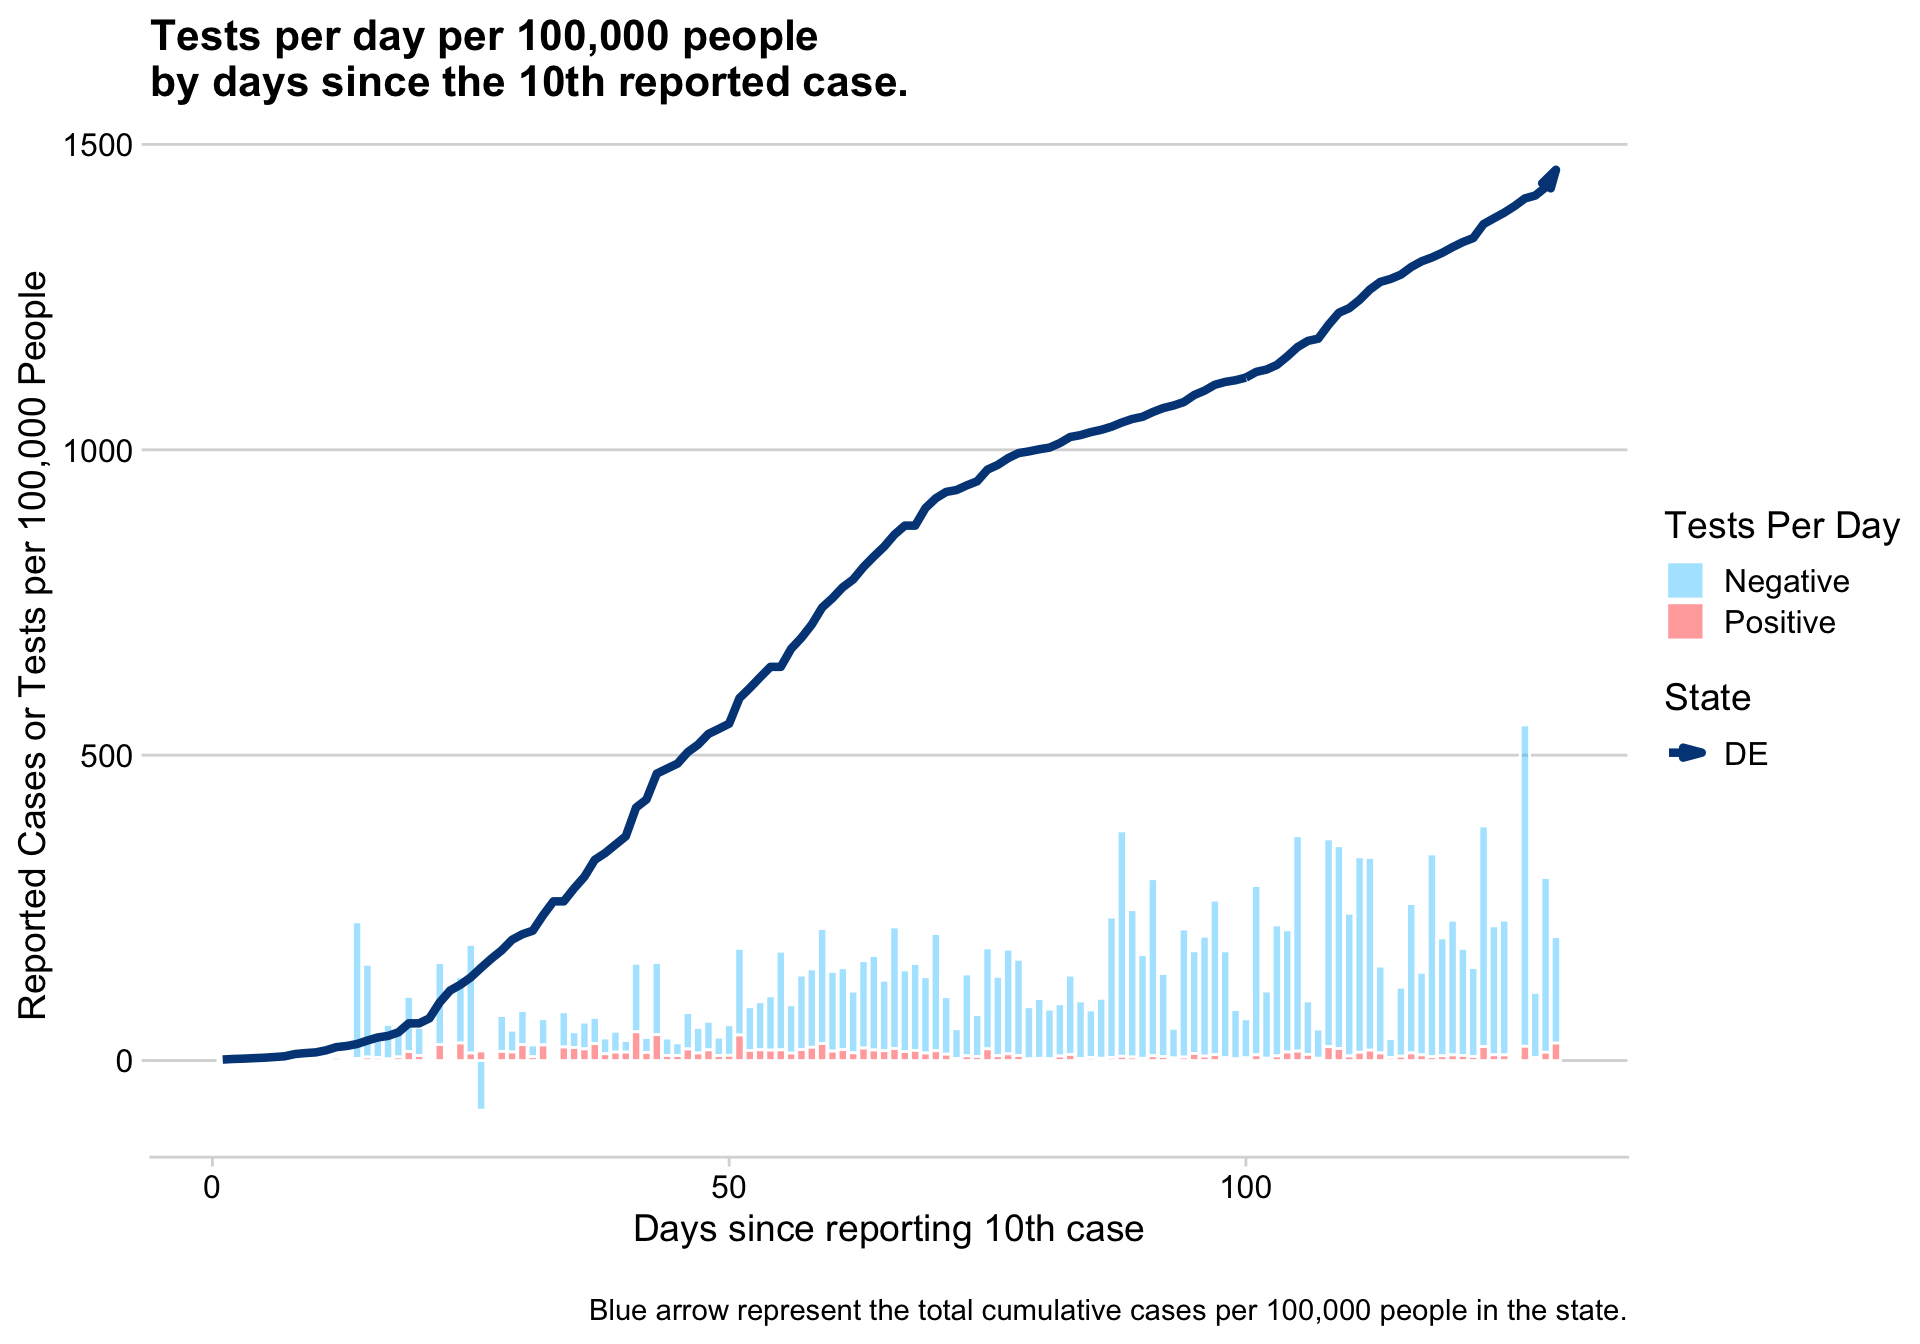 Tests per day per 100,000 people
by days since the 10th reported case.
Reported Cases or Tests per 100,000 People
1500
1000
500
0
0
50
100
Days since reporting 10th case
Tests Per Day
Negative
Positive
State
DE
Blue arrow represent the total cumulative cases per 100,000 people in the state.